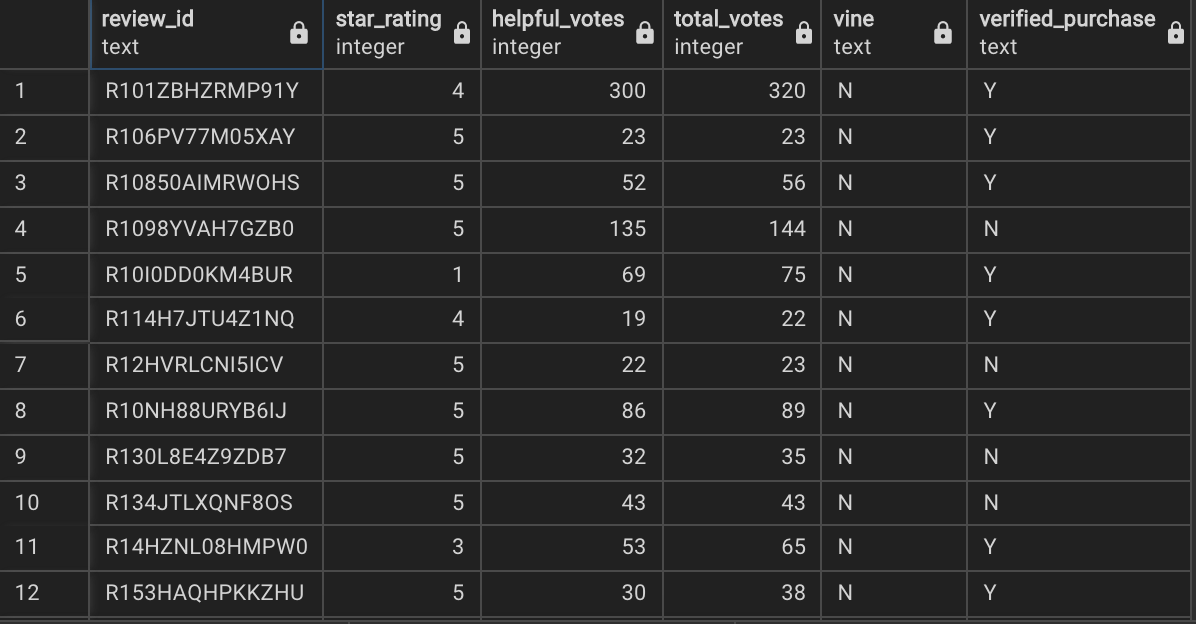 review_id star_rating helpful_votes total_votes vine verified_purchase
text integer integer integer text text
1 R101ZBHZRMP91Y 4 300 320 N Y
2 R106PV77M05XAY 5 23 23 N Y
3 R10850AIMRWOHS 5 52 56 N Y
4 R1098YVAH7GZB0 5 135 144 N N
5 R10I0DD0KM4BUR 1 69 75 N Y
6 R114H7JTU4Z1NQ 4 19 22 N Y
7 R12HVRLCNI5ICV 5 22 23 N N
8 R10NH88URYB6IJ 5 86 89 N Y
9 R130L8E4Z9ZDB7 5 32 35 N N
10 R134JTLXQNF8OS 5 43 43 N N
11 R14HZNL08HMPW0 3 53 65 N Y
12 R153HAQHPKKZHU 5 30 38 N Y